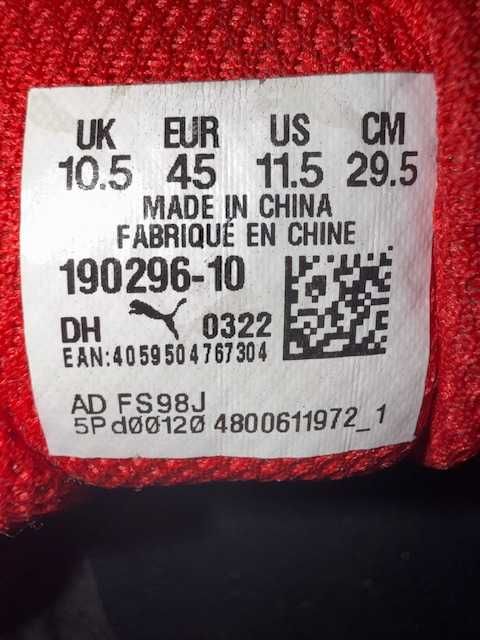 UK EUR US CM
10.5 45 11.5 29.5
MADE IN CHINA
FABRIQUÉ EN CHINE
190296-10
DH 0322
EAN:4059504767304
AD FS98J
5Pd00120 4800611972_1